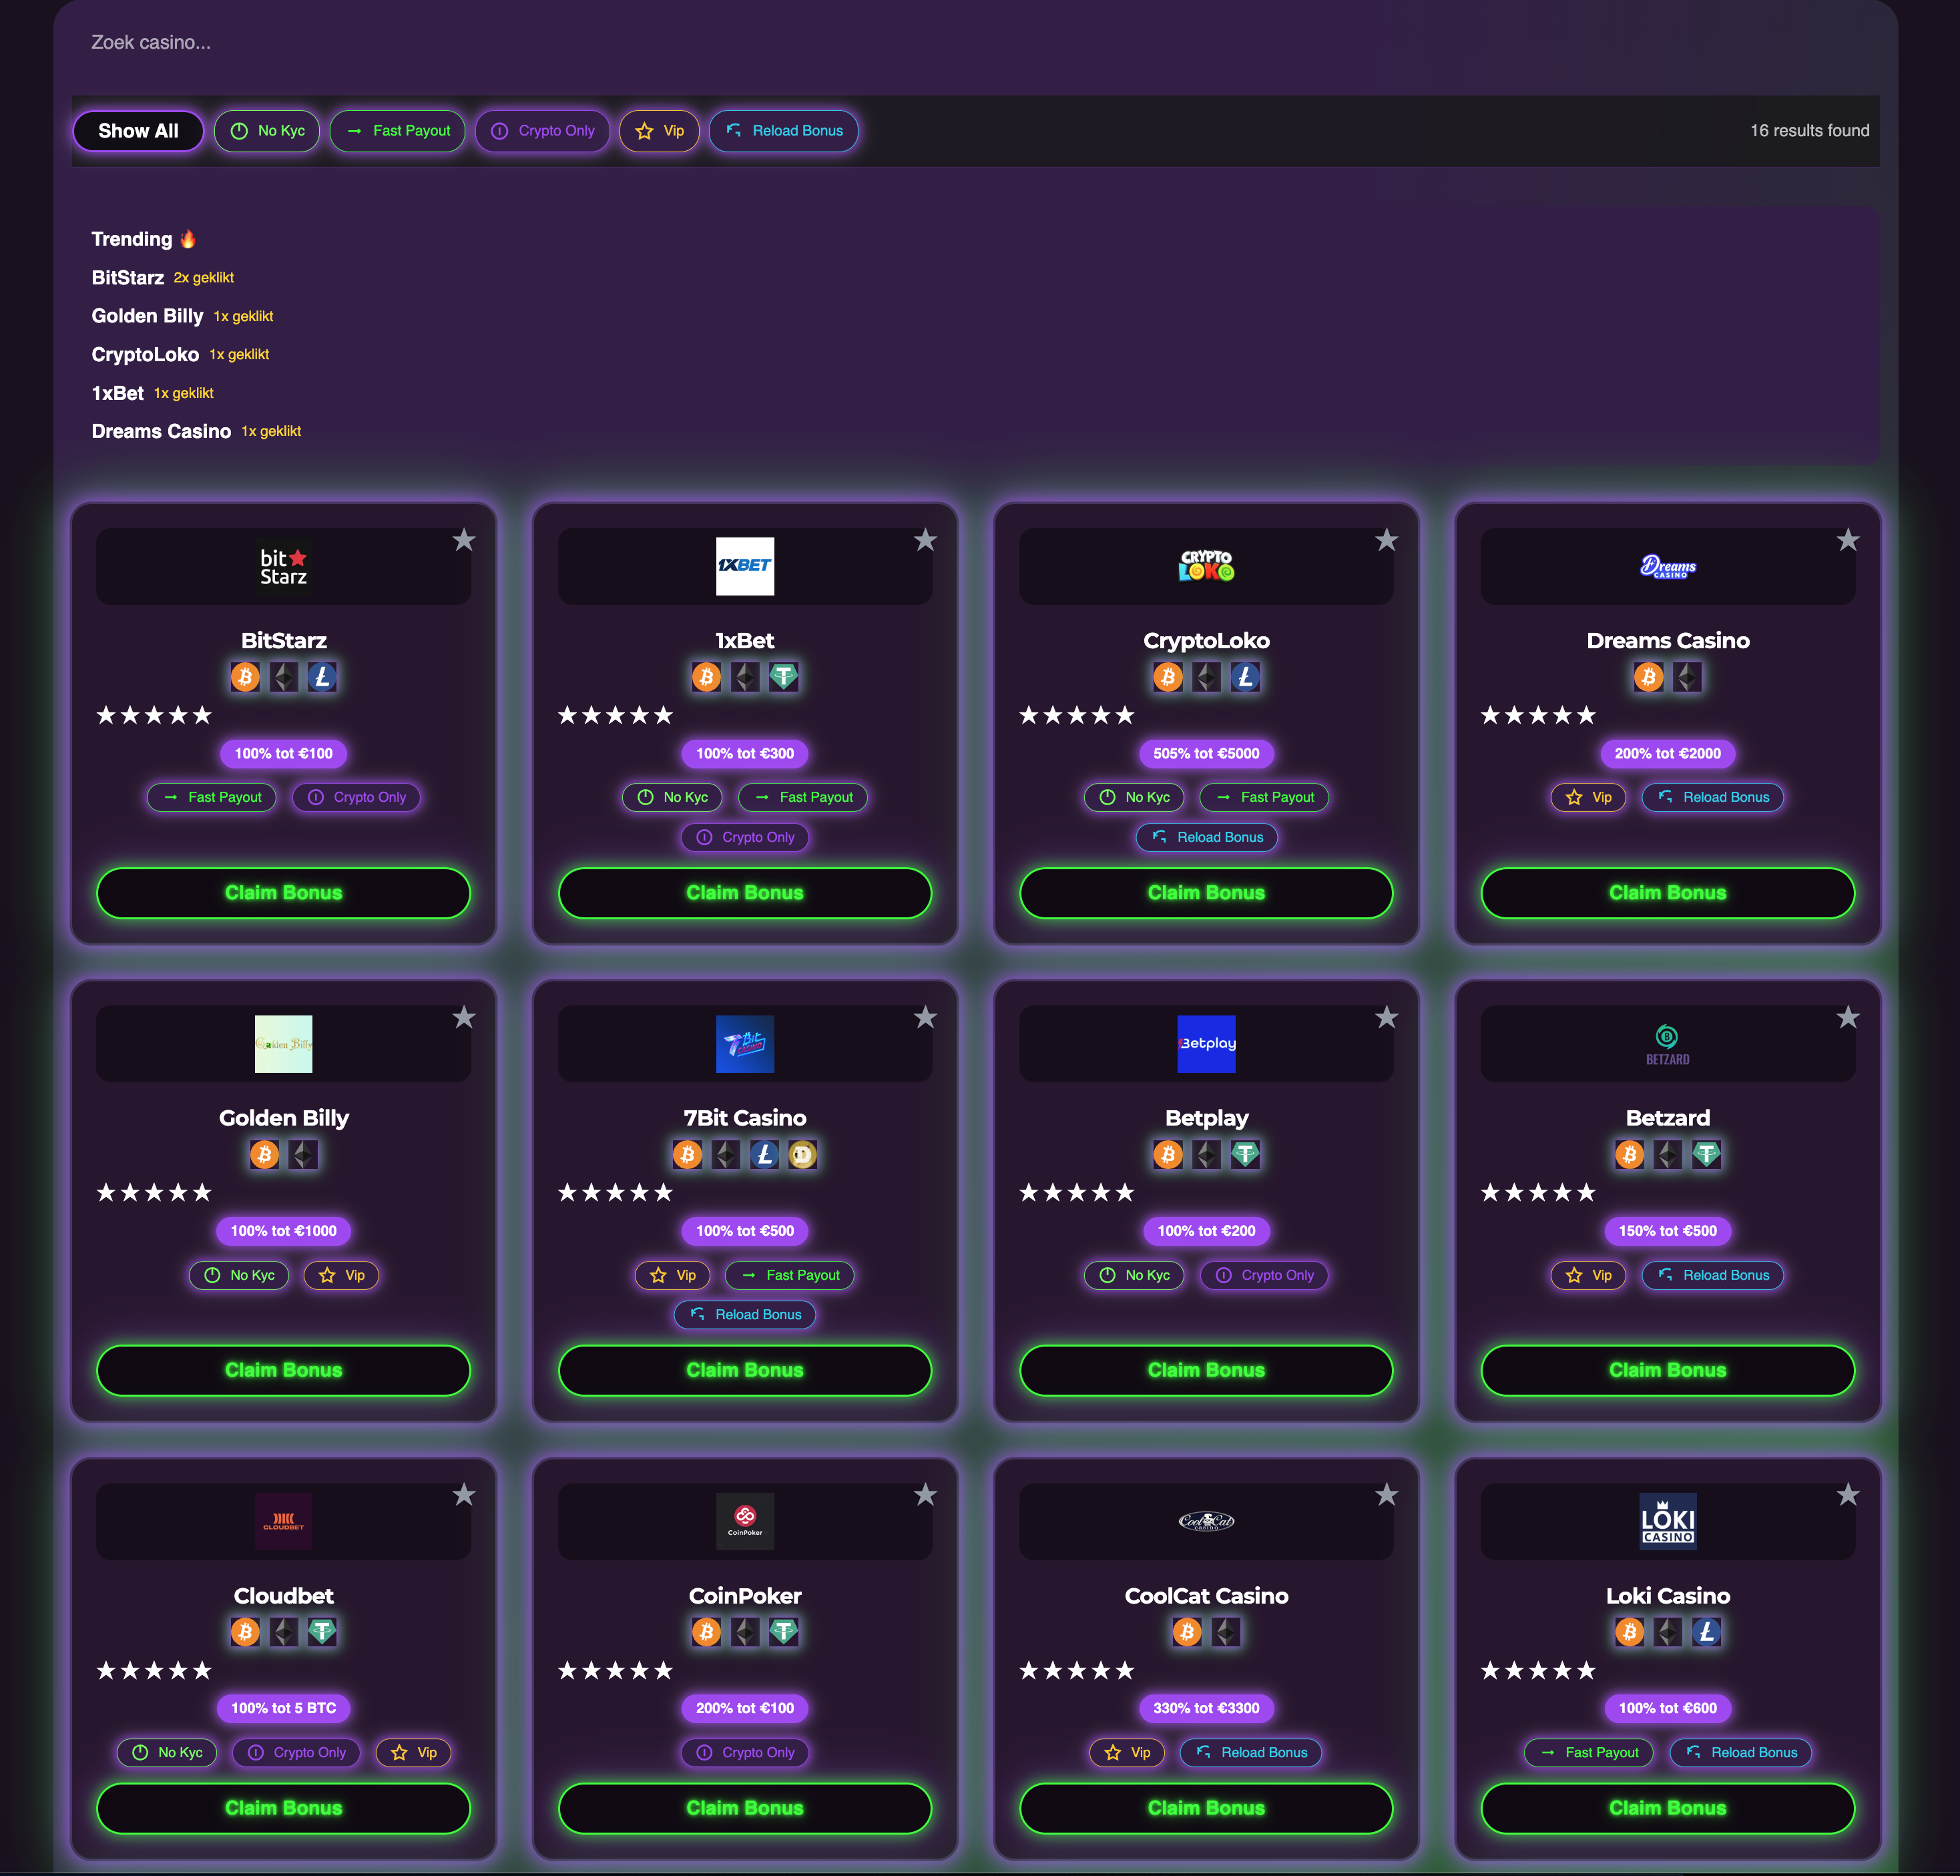 Zoek casino...
Show All No Kyc Fast Payout Crypto Only Vip Reload Bonus 16 results found
Trending 🔥
BitStarz 2x geklikt
Golden Billy 1x geklikt
CryptoLoko 1x geklikt
1xBet 1x geklikt
Dreams Casino 1x geklikt
bit
Starz
BitStarz
★★★★★
100% tot €100
Fast Payout Crypto Only
Claim Bonus
1XBET
1xBet
★★★★★
100% tot €300
No Kyc Fast Payout
Crypto Only
Claim Bonus
CRYPTO
LOKO
CryptoLoko
★★★★★
505% tot €5000
No Kyc Fast Payout
Reload Bonus
Claim Bonus
Dreams
CASINO
Dreams Casino
★★★★★
200% tot €2000
Vip Reload Bonus
Claim Bonus
Golden Billy
Golden Billy
★★★★★
100% tot €1000
No Kyc Vip
Claim Bonus
7Bit
CASINO
7Bit Casino
★★★★★
100% tot €500
Vip Fast Payout
Reload Bonus
Claim Bonus
Betplay
Betplay
★★★★★
100% tot €200
No Kyc Crypto Only
Claim Bonus
BETZARD
Betzard
★★★★★
150% tot €500
Vip Reload Bonus
Claim Bonus
CLOUDBET
Cloudbet
★★★★★
100% tot 5 BTC
No Kyc Crypto Only Vip
Claim Bonus
CoinPoker
CoinPoker
★★★★★
200% tot €100
Crypto Only
Claim Bonus
Cool Cat
CASINO
CoolCat Casino
★★★★★
330% tot €3300
Vip Reload Bonus
Claim Bonus
LOKI
CASINO
Loki Casino
★★★★★
100% tot €600
Fast Payout Reload Bonus
Claim Bonus